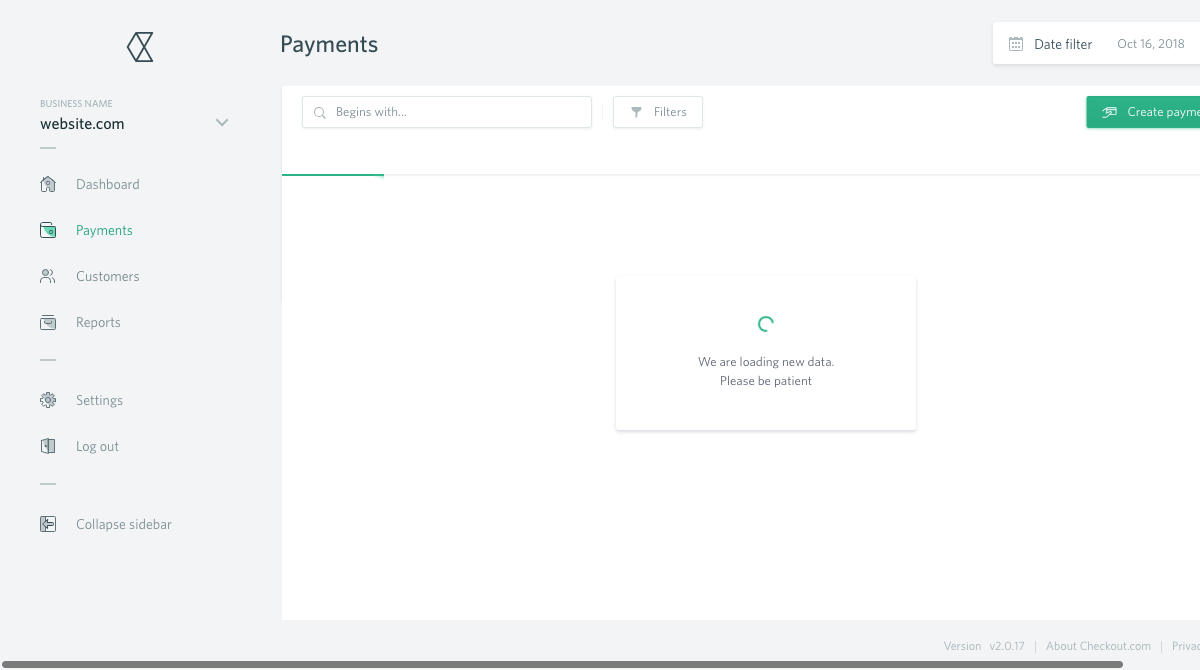 Payments
Date filter Oct 16, 2018
BUSINESS NAME
website.com
Begins with...
Filters
Create payme
Dashboard
Payments
Customers
Reports
Settings
Log out
Collapse sidebar
We are loading new data.
Please be patient
Version v2.0.17 About Checkout.com Privac